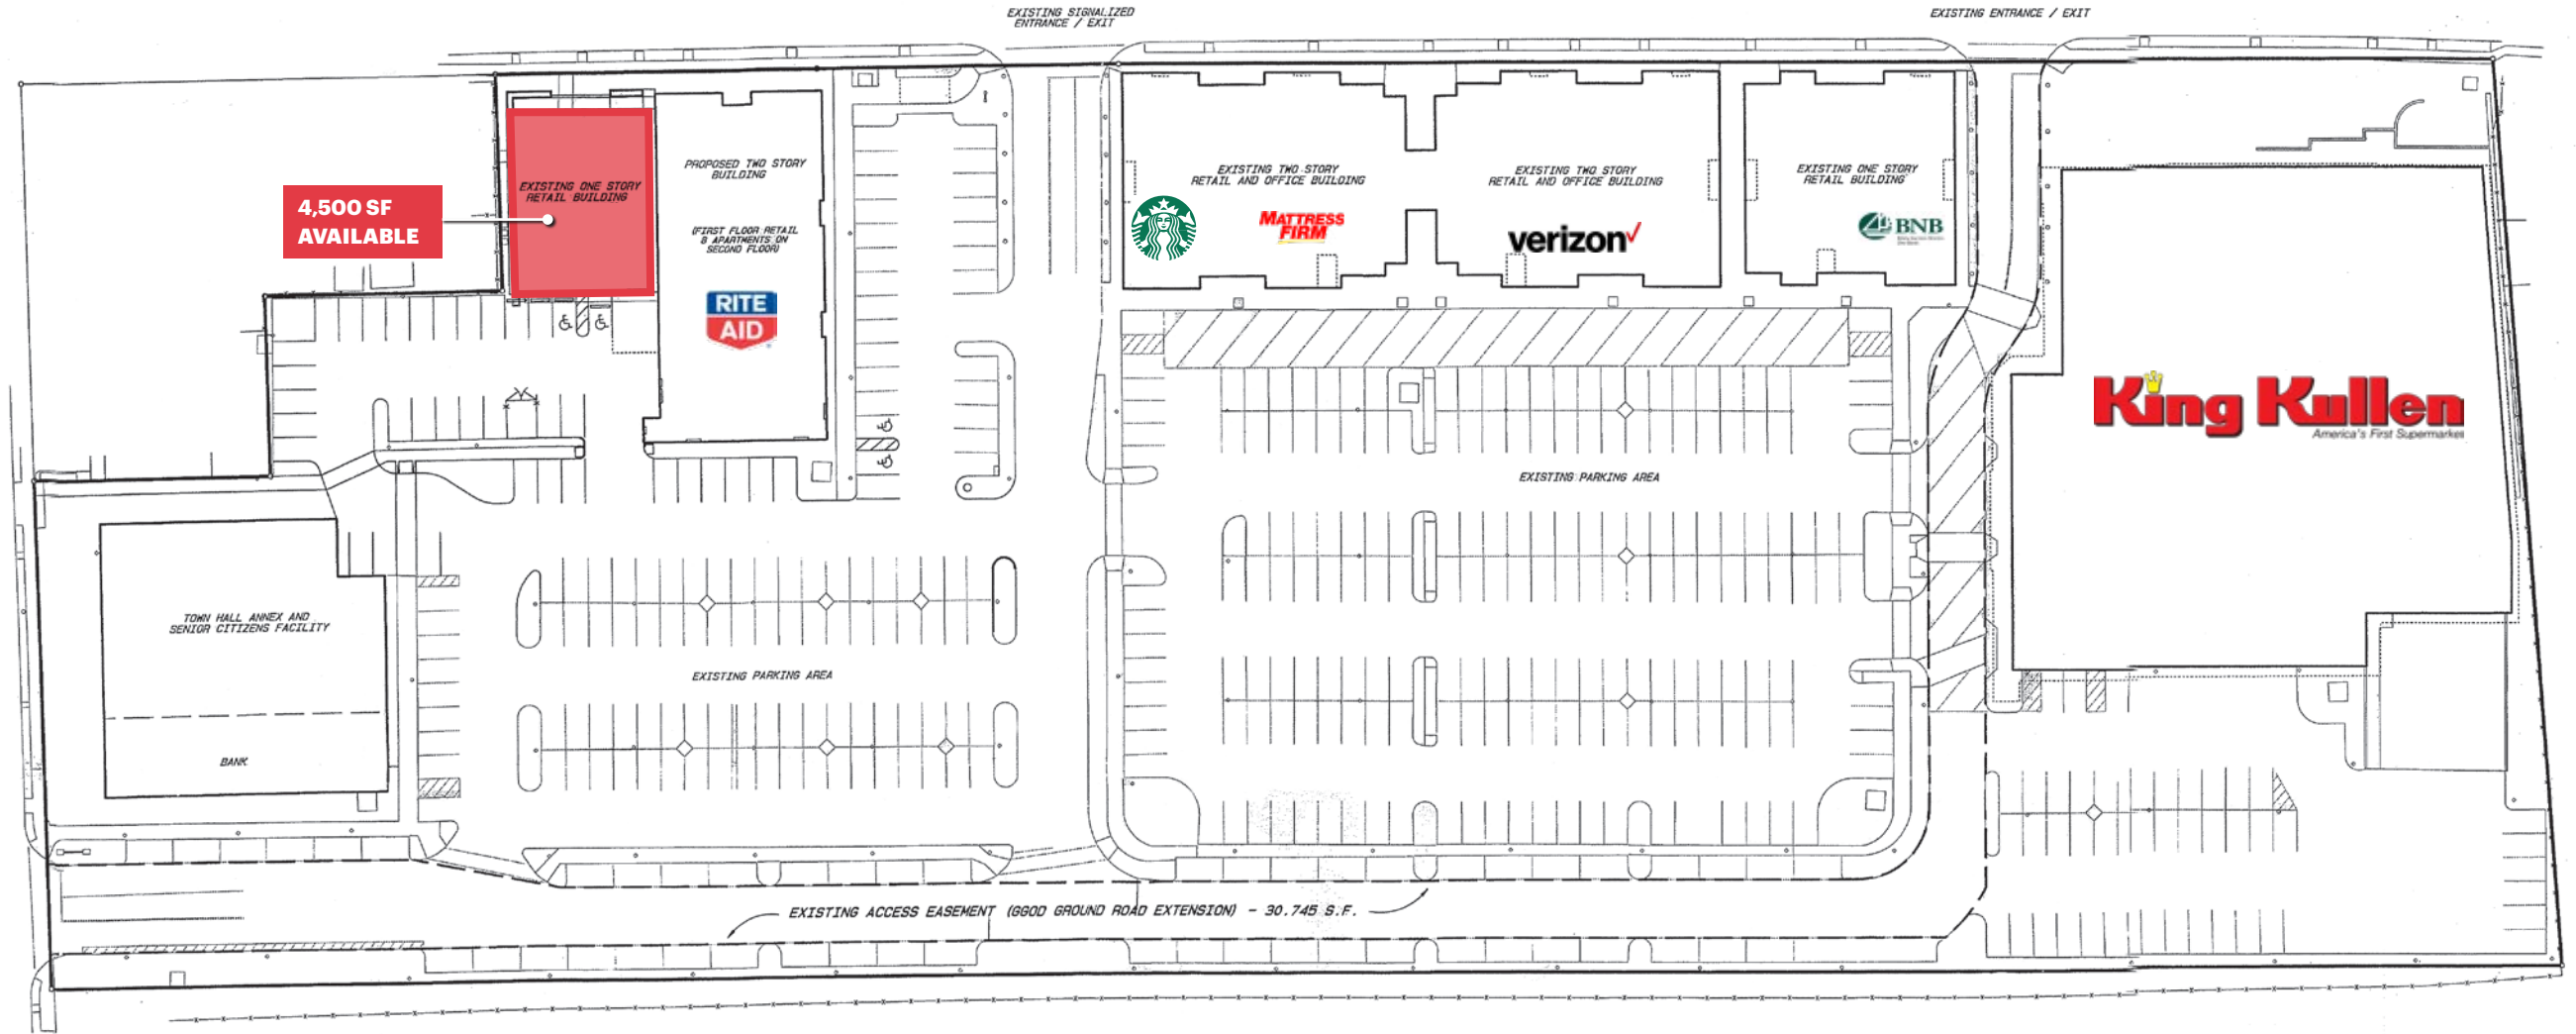 EXISTING SIGNALIZED
ENTRANCE / EXIT
EXISTING ENTRANCE / EXIT
4,500 SF
AVAILABLE
EXISTING ONE STORY
RETAIL BUILDING
PROPOSED TWO STORY
BUILDING
(FIRST FLOOR RETAIL
& APARTMENTS ON
SECOND FLOOR)
RITE
AID
EXISTING TWO STORY
RETAIL AND OFFICE BUILDING
MATTRESS
FIRM
EXISTING TWO STORY
RETAIL AND OFFICE BUILDING
verizon
EXISTING ONE STORY
RETAIL BUILDING
BNB
King Kullen
America's First Supermarket
EXISTING PARKING AREA
TOWN HALL ANNEX AND
SENIOR CITIZENS FACILITY
BANK
EXISTING PARKING AREA
EXISTING ACCESS EASEMENT (GGOD GROUND ROAD EXTENSION) - 30.745 S.F.